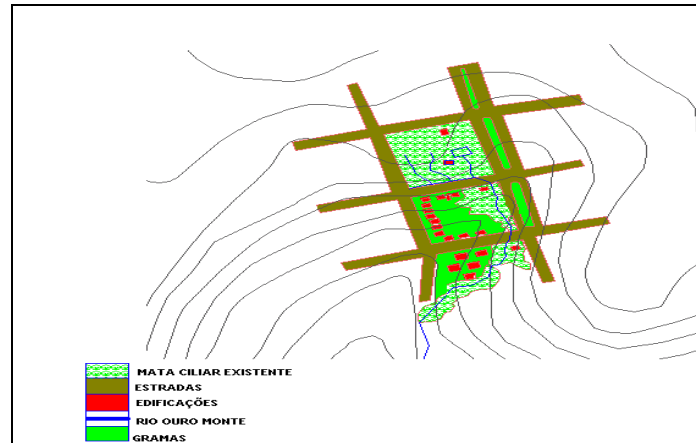 MATA CILIAR EXISTENTE
ESTRADAS
EDIFICAÇÕES
RIO OURO MONTE
GRAMAS